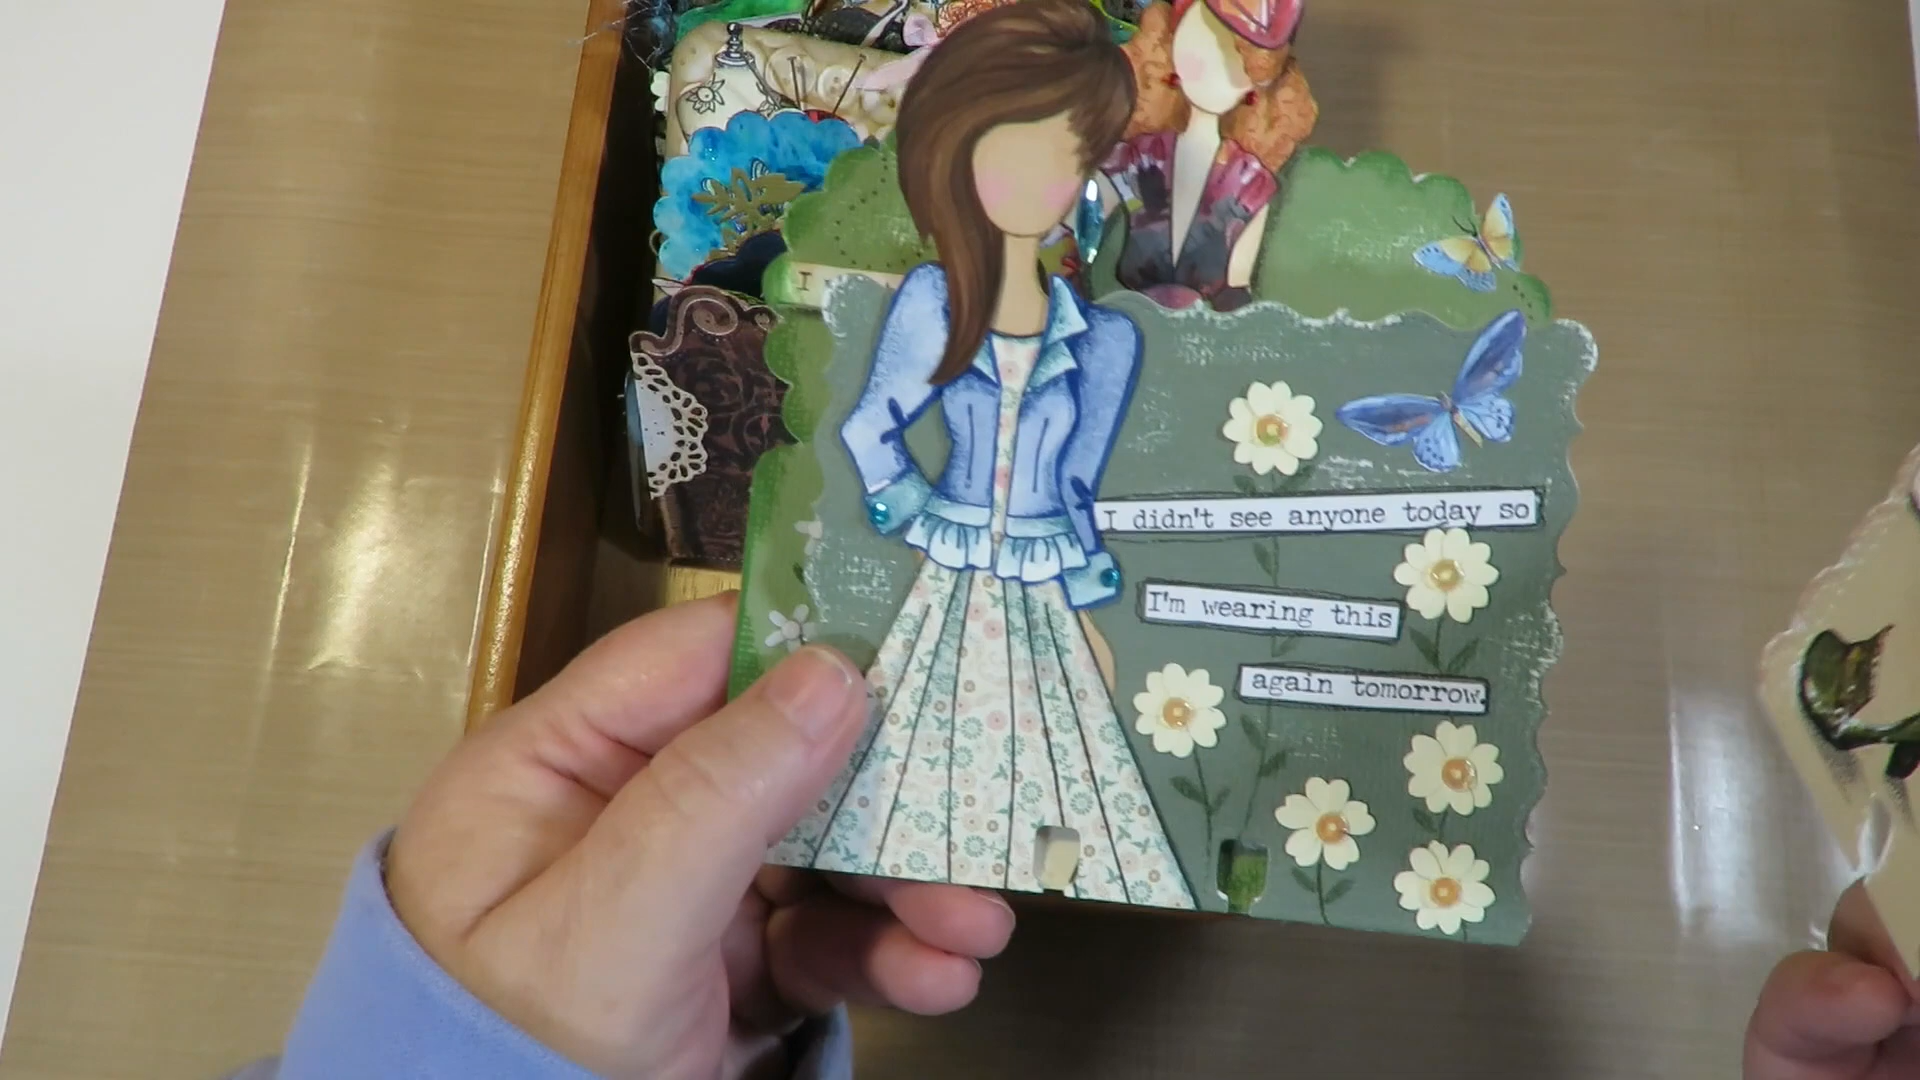 I
I didn't see anyone today so
I'm wearing this
again tomorrow.